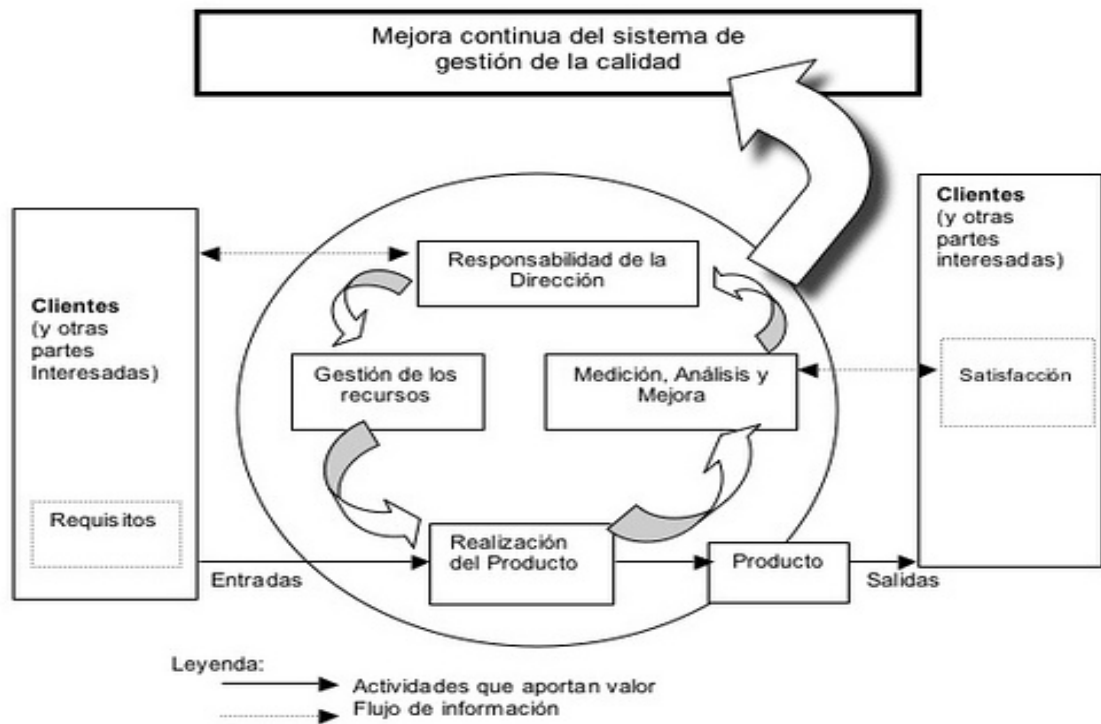 Mejora continua del sistema de
gestión de la calidad
Clientes
(y otras
partes
Interesadas)
Requisitos
Responsabilidad de la
Dirección
Gestión de los
recursos
Medición, Análisis y
Mejora
Realización
del Producto
Producto
Entradas
Salidas
Clientes
(y otras
partes
interesadas)
Satisfacción
Leyenda:
Actividades que aportan valor
Flujo de información